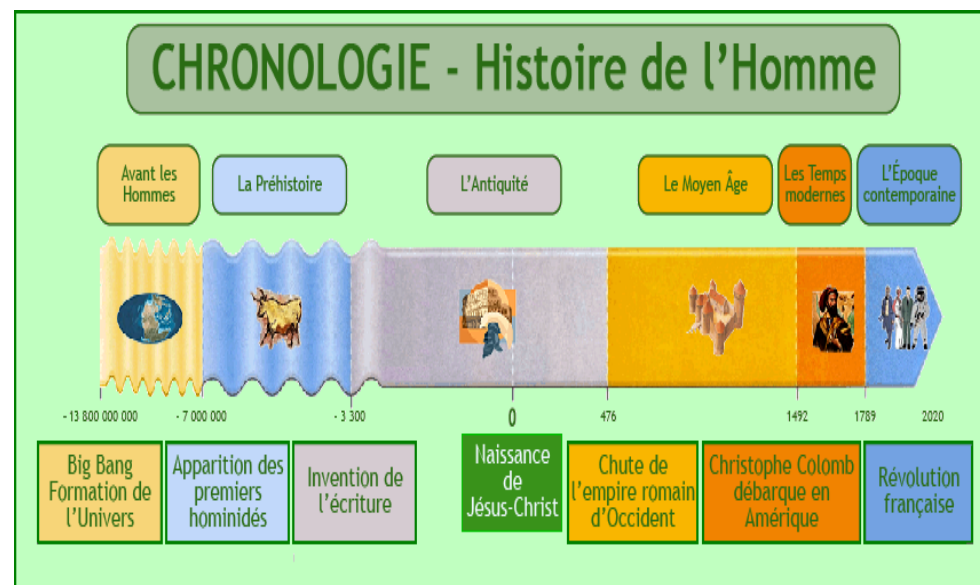 CHRONOLOGIE - Histoire de l'Homme
Avant les
Hommes
La Préhistoire
L'Antiquité
Le Moyen Âge
Les Temps
modernes
L'Époque
contemporaine
- 13 800 000 000
- 7 000 000
- 3 300
0
476
1492
1789
2020
Big Bang
Formation de
l'Univers
Apparition des
premiers
hominidés
Invention de
l'écriture
Naissance
de
Jésus-Christ
Chute de
l'empire romain
d'Occident
Christophe Colomb
débarque en
Amérique
Révolution
française